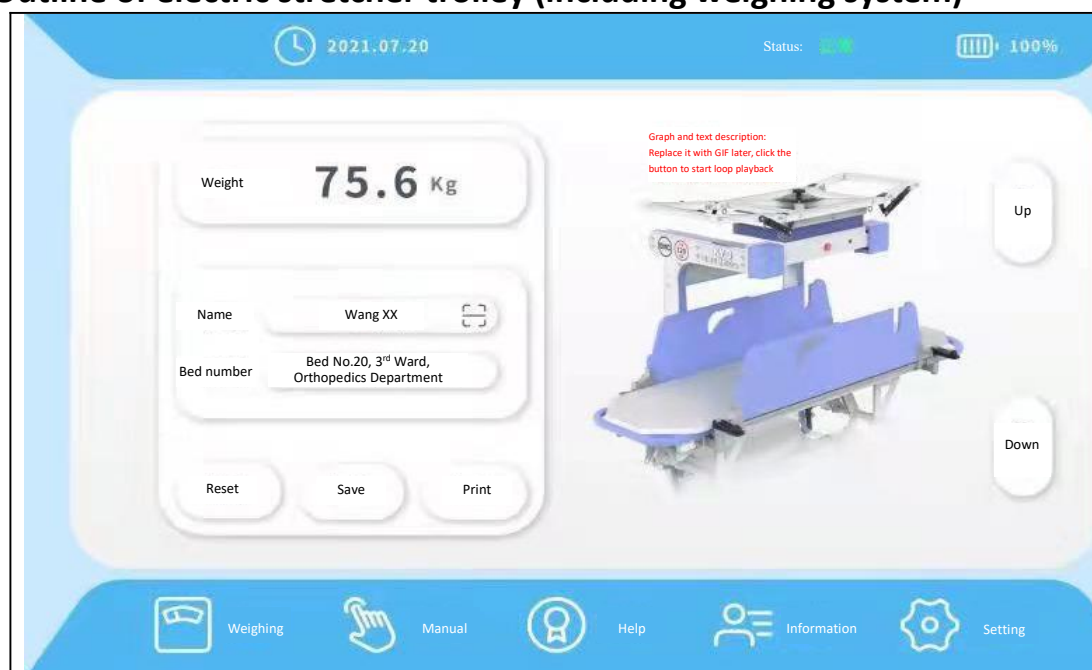 Outline of electric stretcher trolley (including weighing system)
2021.07.20
Status:
100%
Graph and text description:
Replace it with GIF later, click the
button to start loop playback
Weight
75.6 Kg
Up
Name
Wang XX
Bed number
Bed No.20, 3rd Ward,
Orthopedics Department
Down
Reset
Save
Print
Weighing
Manual
Help
Information
Setting